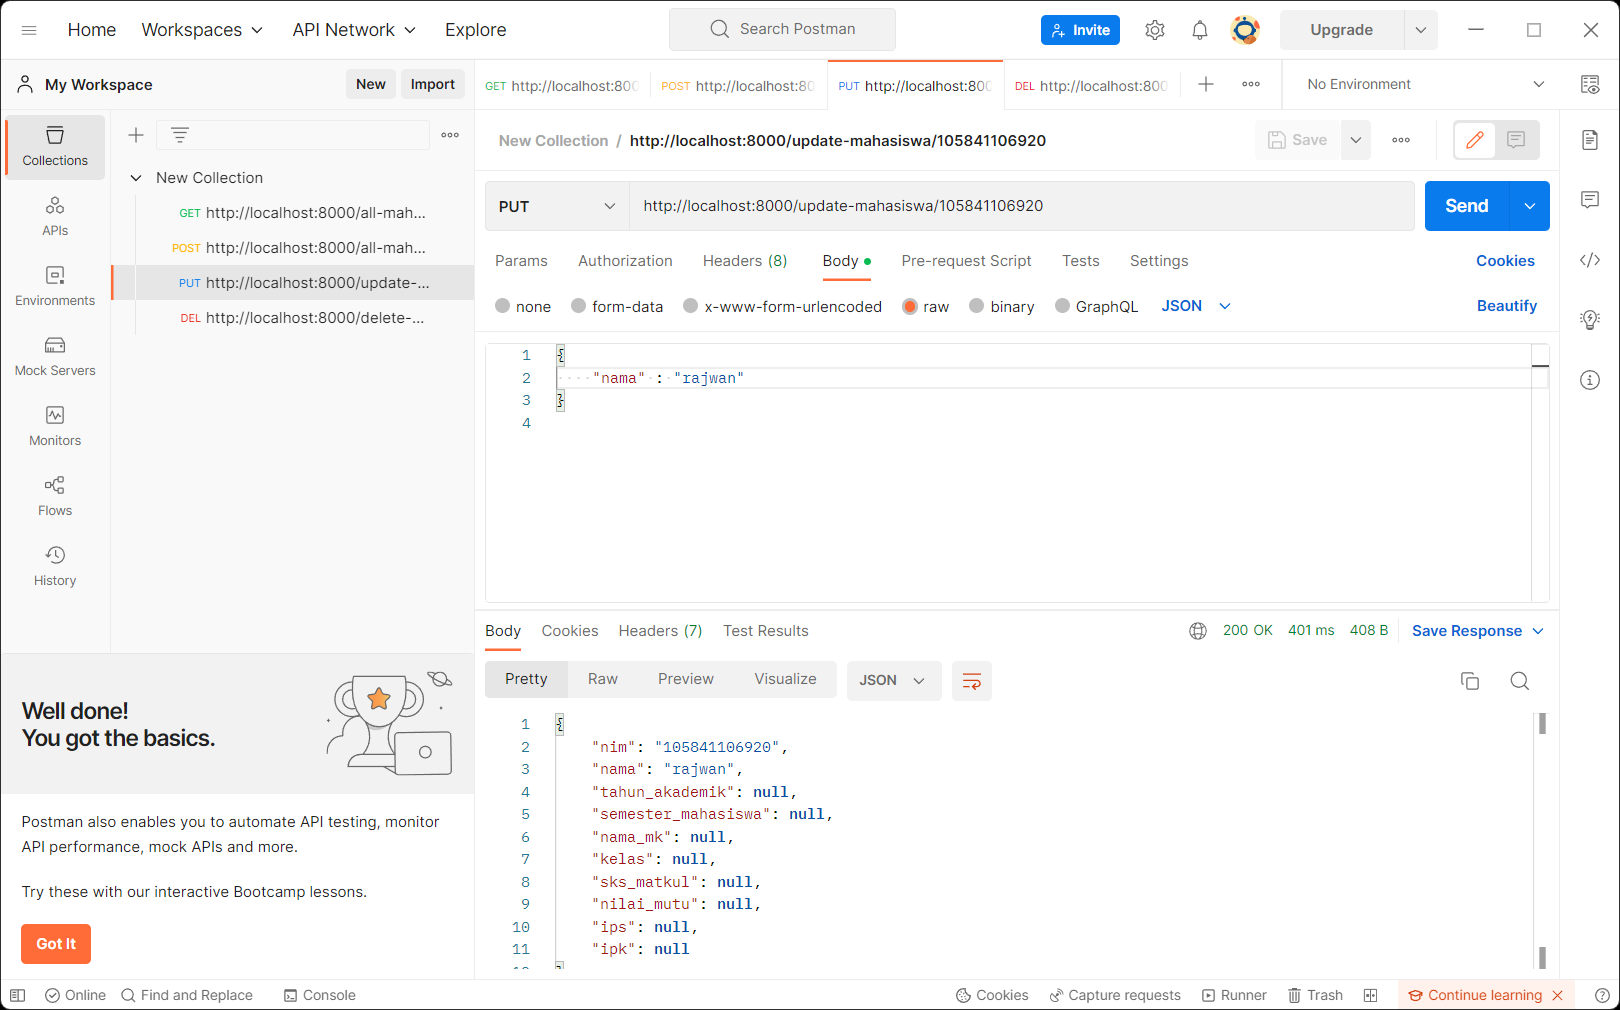 Home Workspaces API Network Explore Search Postman Invite Upgrade
My Workspace New Import
GET http://localhost:800 POST http://localhost:80 PUT http://localhost:800 DEL http://localhost:800 No Environment
Collections
APIs
Environments
Mock Servers
Monitors
Flows
History
New Collection
GET http://localhost:8000/all-mah...
POST http://localhost:8000/all-mah...
PUT http://localhost:8000/update-...
DEL http://localhost:8000/delete-...
New Collection / http://localhost:8000/update-mahasiswa/105841106920 Save
PUT http://localhost:8000/update-mahasiswa/105841106920 Send
Params Authorization Headers (8) Body Pre-request Script Tests Settings Cookies
none form-data x-www-form-urlencoded raw binary GraphQL JSON Beautify
1 {
2 "nama" : "rajwan"
3 }
4
Body Cookies Headers (7) Test Results 200 OK 401 ms 408 B Save Response
Pretty Raw Preview Visualize JSON
1 {
2 "nim": "105841106920",
3 "nama": "rajwan",
4 "tahun_akademik": null,
5 "semester_mahasiswa": null,
6 "nama_mk": null,
7 "kelas": null,
8 "sks_matkul": null,
9 "nilai_mutu": null,
10 "ips": null,
11 "ipk": null
Well done!
You got the basics.
Postman also enables you to automate API testing, monitor
API performance, mock APIs and more.
Try these with our interactive Bootcamp lessons.
Got It
Online Find and Replace Console Cookies Capture requests Runner Trash Continue learning